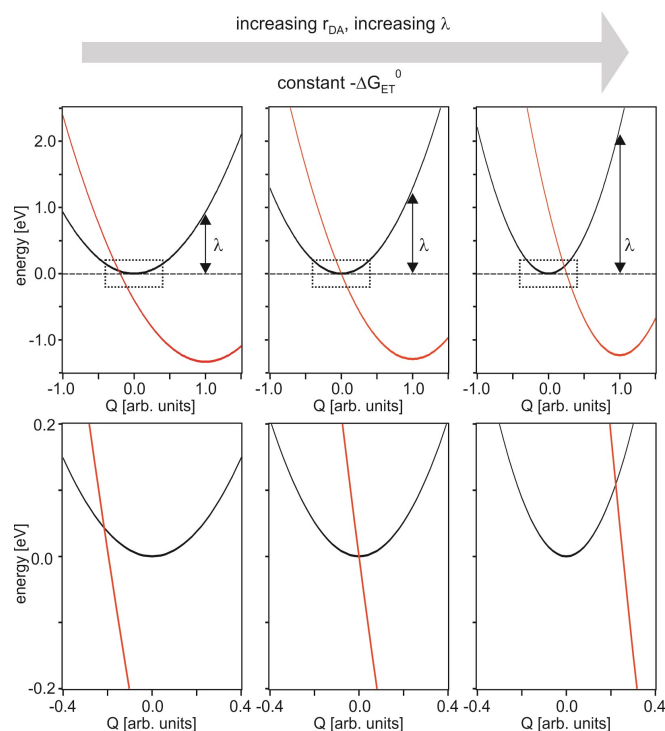 increasing r_DA, increasing λ
constant -ΔG_ET^0
energy [eV]
2.0
1.0
0.0
-1.0
λ
λ
λ
-1.0 0.0 1.0
-1.0 0.0 1.0
-1.0 0.0 1.0
Q [arb. units]
Q [arb. units]
Q [arb. units]
energy [eV]
0.2
0.0
-0.2
-0.4 0.0 0.4
-0.4 0.0 0.4
-0.4 0.0 0.4
Q [arb. units]
Q [arb. units]
Q [arb. units]